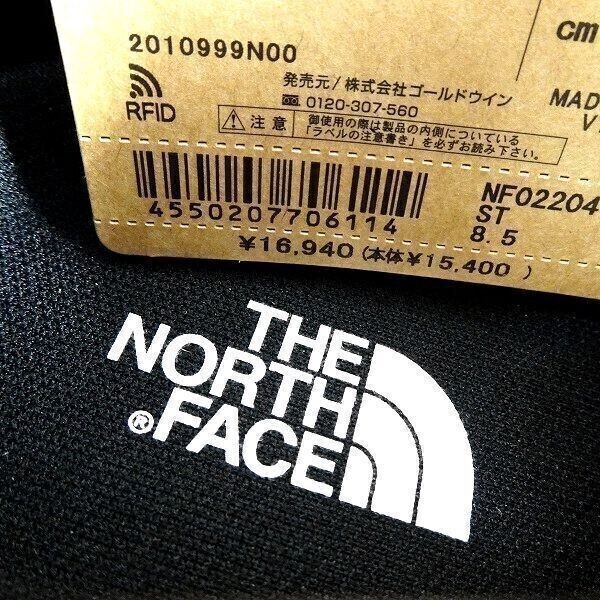 2010999N00
cm
RFID
発売元/ 株式会社ゴールドウイン
0120-307-560
MAD
V
注意
御使用の際は製品の内側についている
「ラベルの注意書き」を必ずお読み下さい。
4550207706114
NF02204
ST
8.5
¥16,940 (本体¥15,400 )
THE
NORTH
® FACE